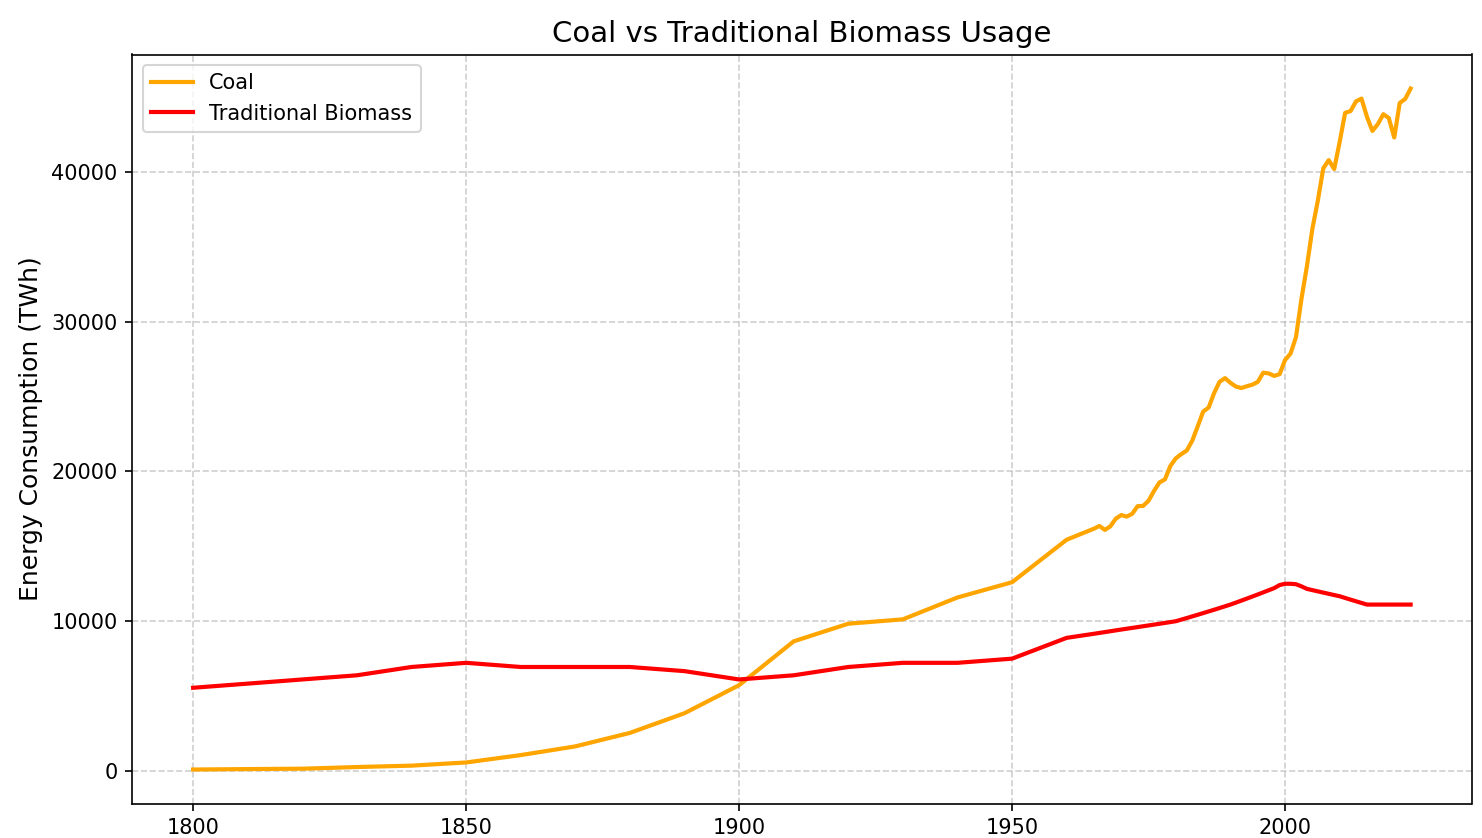 Coal vs Traditional Biomass Usage
Coal
Traditional Biomass
Energy Consumption (TWh)
40000
30000
20000
10000
0
1800
1850
1900
1950
2000